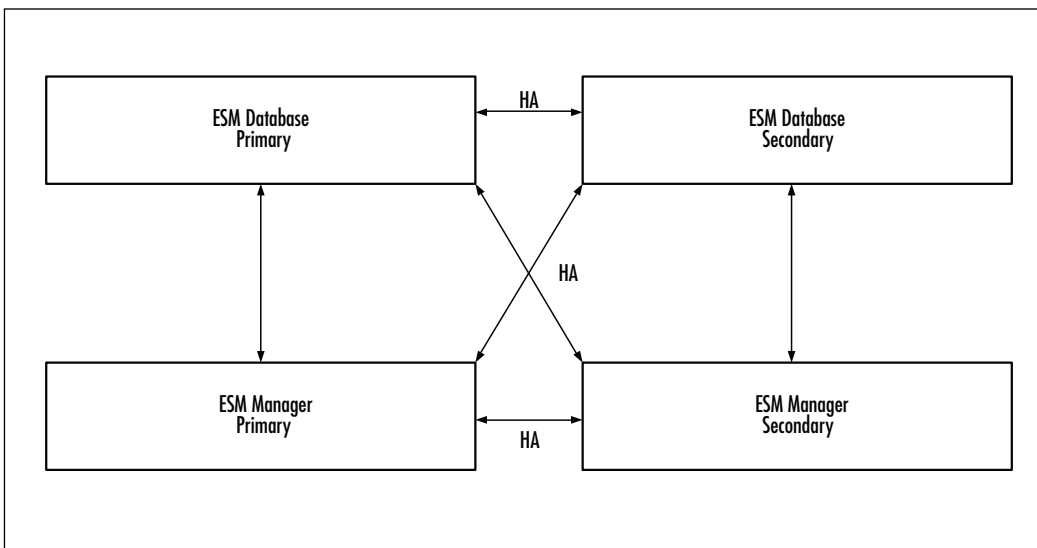 HA
ESM Database
Primary
ESM Database
Secondary
HA
ESM Manager
Primary
ESM Manager
Secondary
HA